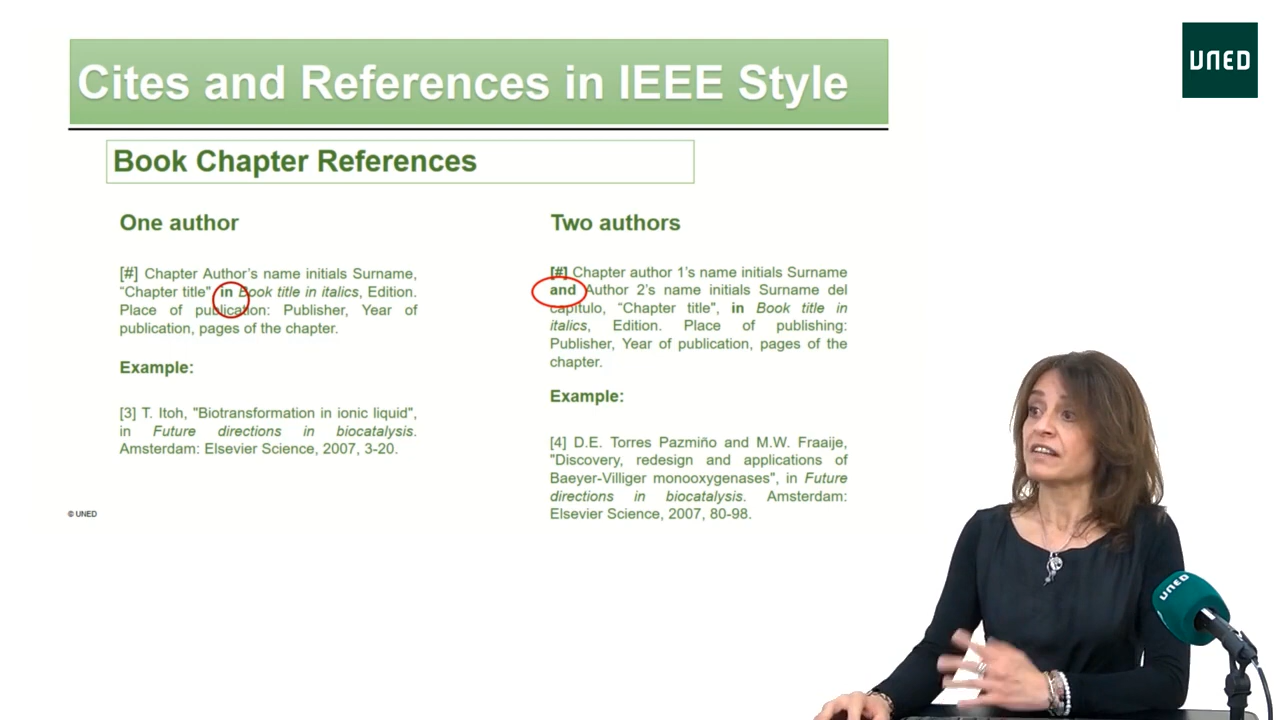 Cites and References in IEEE Style
UNED
Book Chapter References
One author
[#] Chapter Author's name initials Surname,
“Chapter title”, in Book title in italics, Edition.
Place of publication: Publisher, Year of
publication, pages of the chapter.
Example:
[3] T. Itoh, "Biotransformation in ionic liquid",
in Future directions in biocatalysis.
Amsterdam: Elsevier Science, 2007, 3-20.
Two authors
[#] Chapter author 1's name initials Surname
and Author 2's name initials Surname del
capítulo, “Chapter title”, in Book title in
italics, Edition. Place of publishing:
Publisher, Year of publication, pages of the
chapter.
Example:
[4] D.E. Torres Pazmiño and M.W. Fraaije,
"Discovery, redesign and applications of
Baeyer-Villiger monooxygenases", in Future
directions in biocatalysis. Amsterdam:
Elsevier Science, 2007, 80-98.
© UNED
UNED